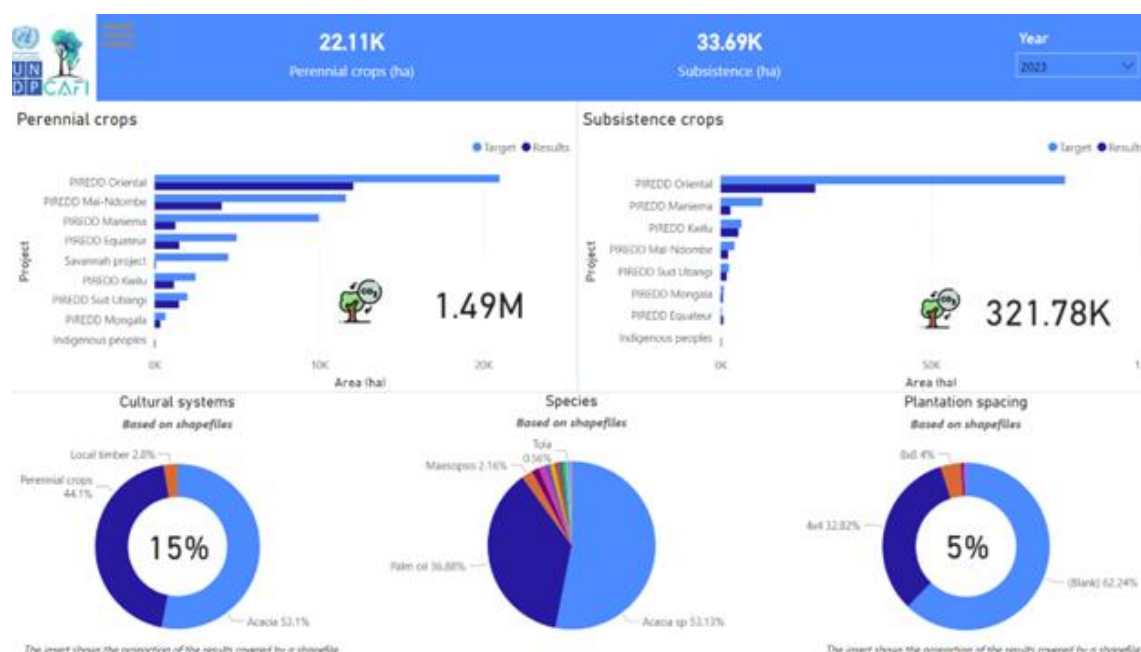 UN
DP
CAFI
22.11K
Perennial crops (ha)
33.69K
Subsistence (ha)
Year
2023
Perennial crops
Target Results
Project
PIREDD Oriental
PIREDD Mai-Ndombe
PIREDD Maniema
PIREDD Equateur
Savannah project
PIREDD Kwilu
PIREDD Sud Ubangi
PIREDD Mongala
Indigenous peoples
CO₂
1.49M
0K 10K 20K
Area (ha)
Subsistence crops
Target Results
Project
PIREDD Oriental
PIREDD Maniema
PIREDD Kwilu
PIREDD Mai-Ndombe
PIREDD Sud Ubangi
PIREDD Mongala
PIREDD Equateur
Indigenous peoples
CO₂
321.78K
0K 50K
Area (ha)
Cultural systems
Based on shapefiles
Local timber 2.8%
Perennial crops
44.1%
15%
Acacia 53.1%
The insert shows the proportion of the results covered by a shapefile.
Species
Based on shapefiles
Tola
0.56%
Maesopsis 2.16%
Palm oil 36.88%
Acacia sp 53.13%
Plantation spacing
Based on shapefiles
4%
4x4 32.82%
5%
(Blank) 62.24%
The insert shows the proportion of the results covered by a shapefile.